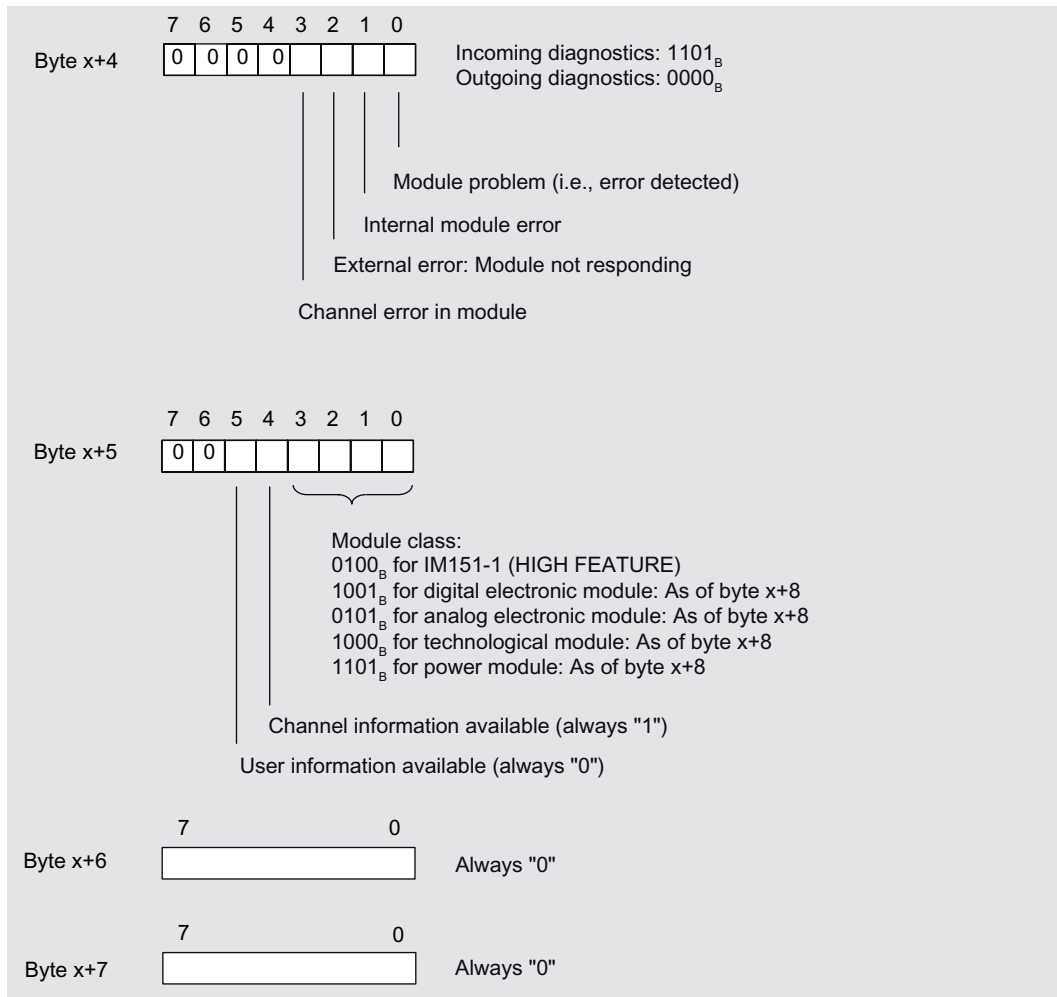 7 6 5 4 3 2 1 0
Byte x+4 0 0 0 0 Incoming diagnostics: 1101B
Outgoing diagnostics: 0000B
Module problem (i.e., error detected)
Internal module error
External error: Module not responding
Channel error in module
7 6 5 4 3 2 1 0
Byte x+5 0 0
Module class:
0100B for IM151-1 (HIGH FEATURE)
1001B for digital electronic module: As of byte x+8
0101B for analog electronic module: As of byte x+8
1000B for technological module: As of byte x+8
1101B for power module: As of byte x+8
Channel information available (always "1")
User information available (always "0")
7 0
Byte x+6 Always "0"
7 0
Byte x+7 Always "0"